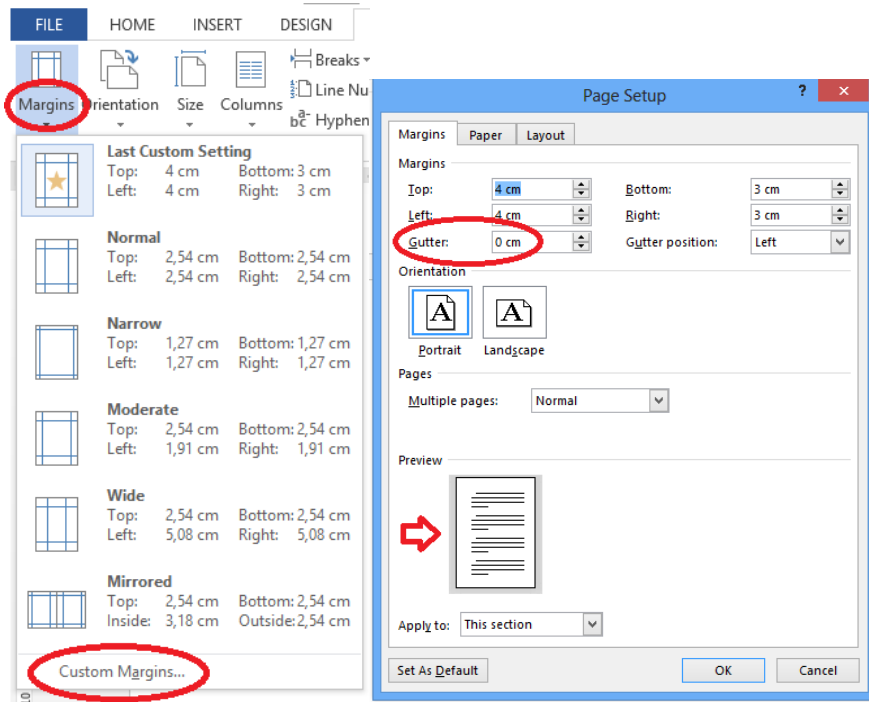 FILE HOME INSERT DESIGN
Breaks
Line Nu
Margins Orientation Size Columns
bc Hyphen
Last Custom Setting
Top: 4 cm Bottom: 3 cm
Left: 4 cm Right: 3 cm
Normal
Top: 2,54 cm Bottom: 2,54 cm
Left: 2,54 cm Right: 2,54 cm
Narrow
Top: 1,27 cm Bottom: 1,27 cm
Left: 1,27 cm Right: 1,27 cm
Moderate
Top: 2,54 cm Bottom: 2,54 cm
Left: 1,91 cm Right: 1,91 cm
Wide
Top: 2,54 cm Bottom: 2,54 cm
Left: 5,08 cm Right: 5,08 cm
Mirrored
Top: 2,54 cm Bottom: 2,54 cm
Inside: 3,18 cm Outside: 2,54 cm
Custom Margins...
Page Setup ? ×
Margins Paper Layout
Margins
Top: 4 cm Bottom: 3 cm
Left: 4 cm Right: 3 cm
Gutter: 0 cm Gutter position: Left
Orientation
A A
Portrait Landscape
Pages
Multiple pages: Normal
Preview
Apply to: This section
Set As Default OK Cancel